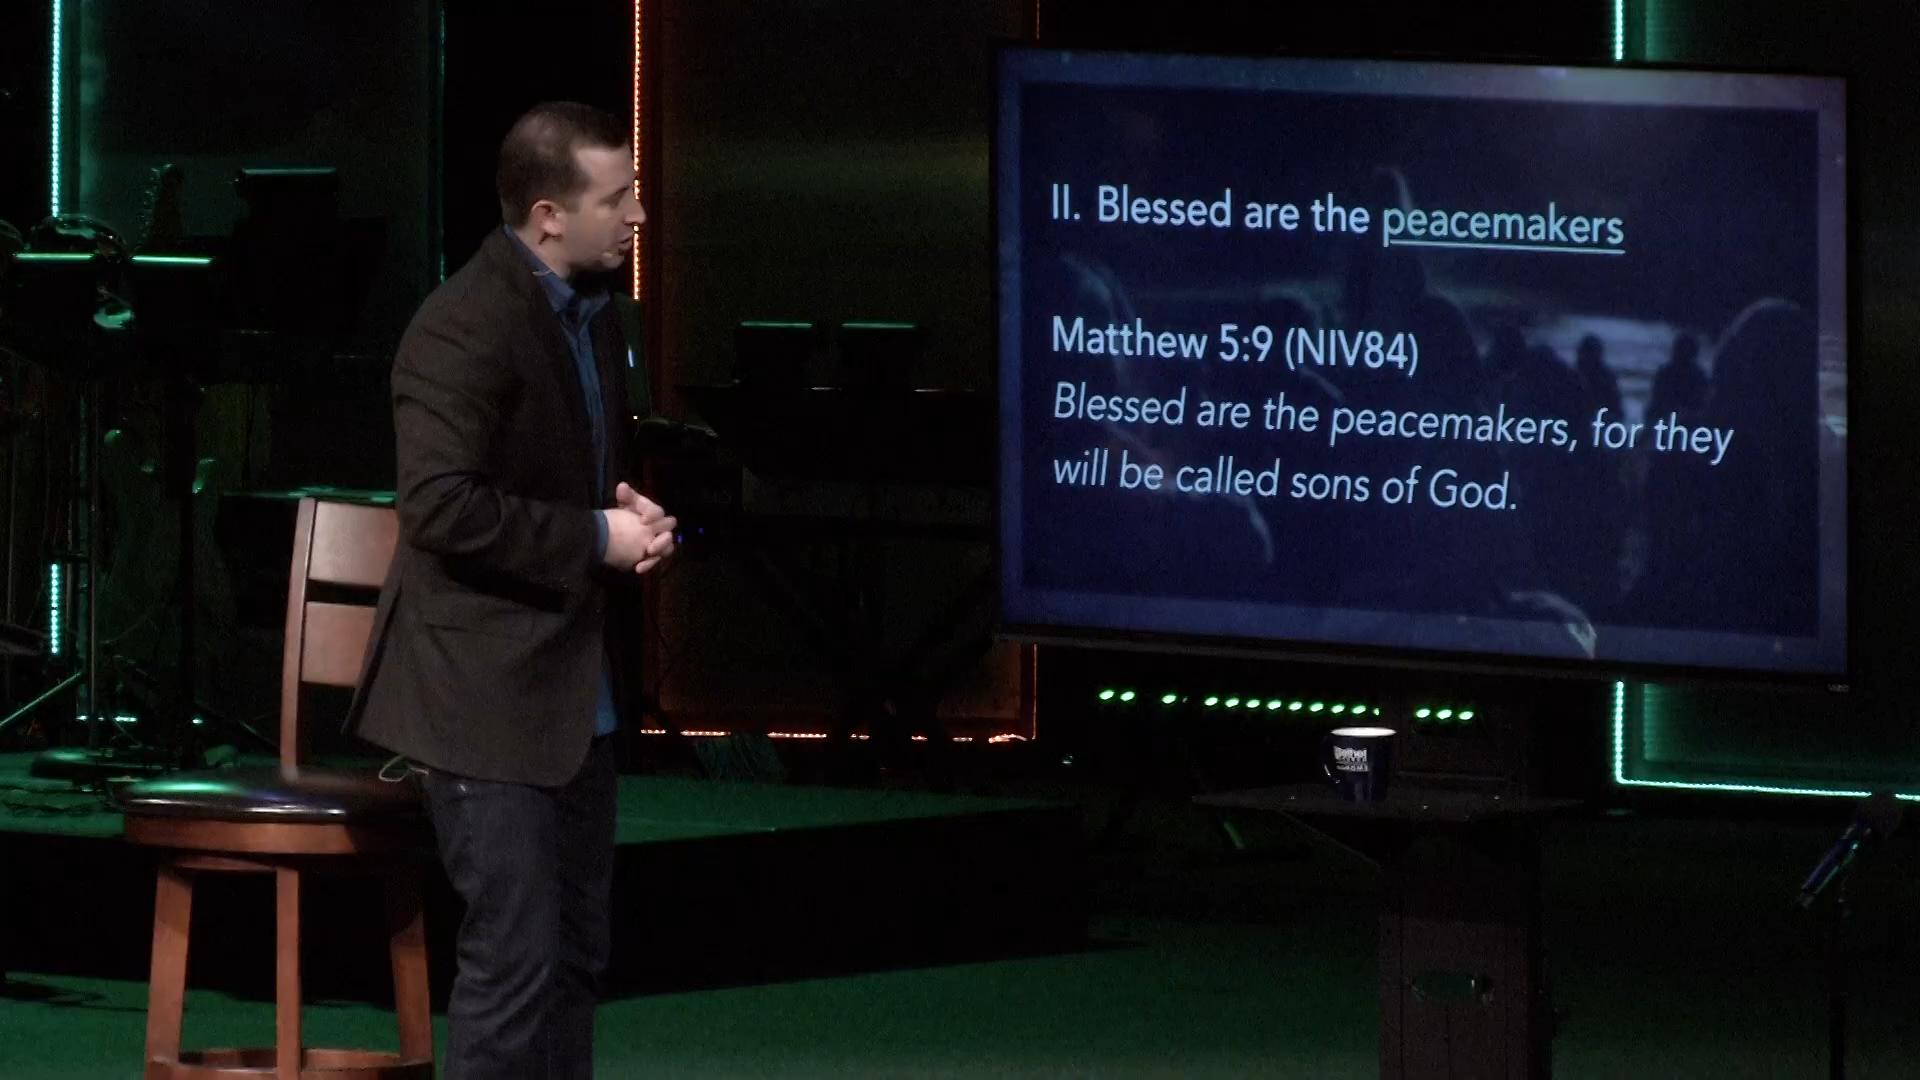 II. Blessed are the peacemakers
Matthew 5:9 (NIV84)
Blessed are the peacemakers, for they
will be called sons of God.
Bethel